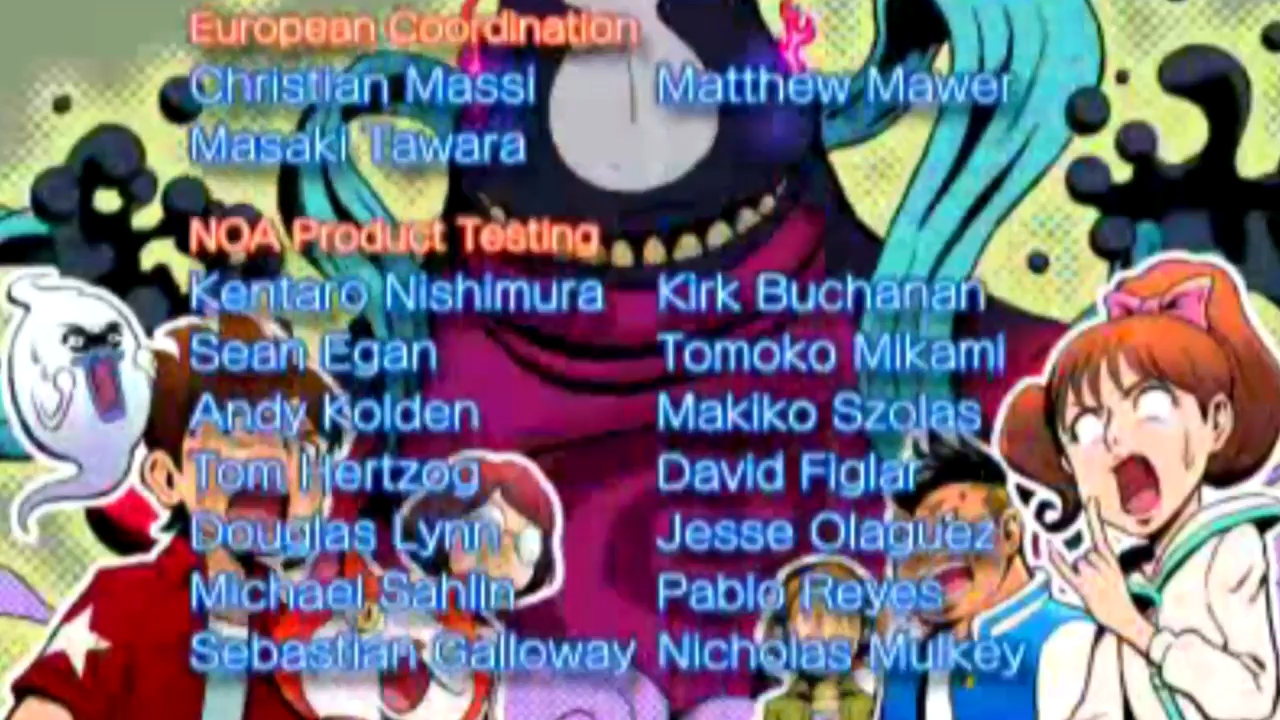 European Coordination
Christian Massi Matthew Mawer
Masaki Tawara
NOA Product Testing
Kentaro Nishimura Kirk Buchanan
Sean Egan Tomoko Mikami
Andy Kolden Makiko Szolas
Tom Hertzog David Figlar
Douglas Lynn Jesse Olaguez
Michael Sahlin Pablo Reyes
Sebastian Galloway Nicholas Mulkey